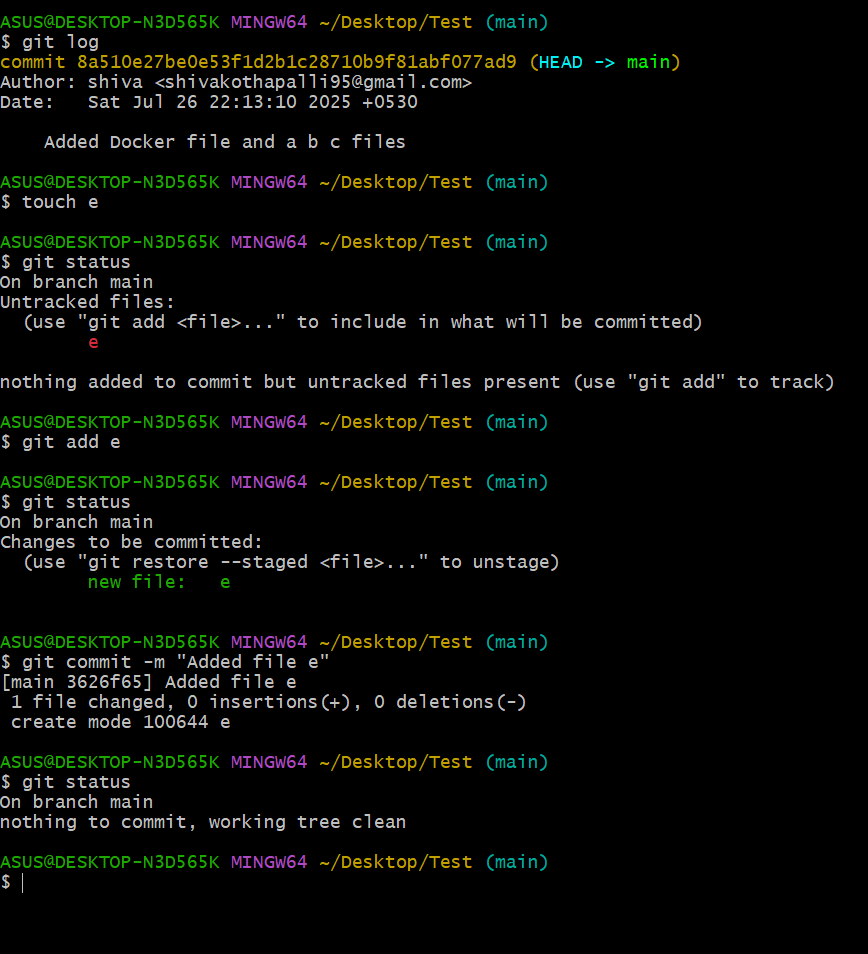 ASUS@DESKTOP-N3D565K MINGW64 ~/Desktop/Test (main)
$ git log
commit 8a510e27be0e53f1d2b1c28710b9f81abf077ad9 (HEAD -> main)
Author: shiva <shivakothapalli95@gmail.com>
Date:   Sat Jul 26 22:13:10 2025 +0530
    Added Docker file and a b c files
ASUS@DESKTOP-N3D565K MINGW64 ~/Desktop/Test (main)
$ touch e
ASUS@DESKTOP-N3D565K MINGW64 ~/Desktop/Test (main)
$ git status
On branch main
Untracked files:
  (use "git add <file>..." to include in what will be committed)
        e
nothing added to commit but untracked files present (use "git add" to track)
ASUS@DESKTOP-N3D565K MINGW64 ~/Desktop/Test (main)
$ git add e
ASUS@DESKTOP-N3D565K MINGW64 ~/Desktop/Test (main)
$ git status
On branch main
Changes to be committed:
  (use "git restore --staged <file>..." to unstage)
        new file:   e
ASUS@DESKTOP-N3D565K MINGW64 ~/Desktop/Test (main)
$ git commit -m "Added file e"
[main 3626f65] Added file e
 1 file changed, 0 insertions(+), 0 deletions(-)
 create mode 100644 e
ASUS@DESKTOP-N3D565K MINGW64 ~/Desktop/Test (main)
$ git status
On branch main
nothing to commit, working tree clean
ASUS@DESKTOP-N3D565K MINGW64 ~/Desktop/Test (main)
$